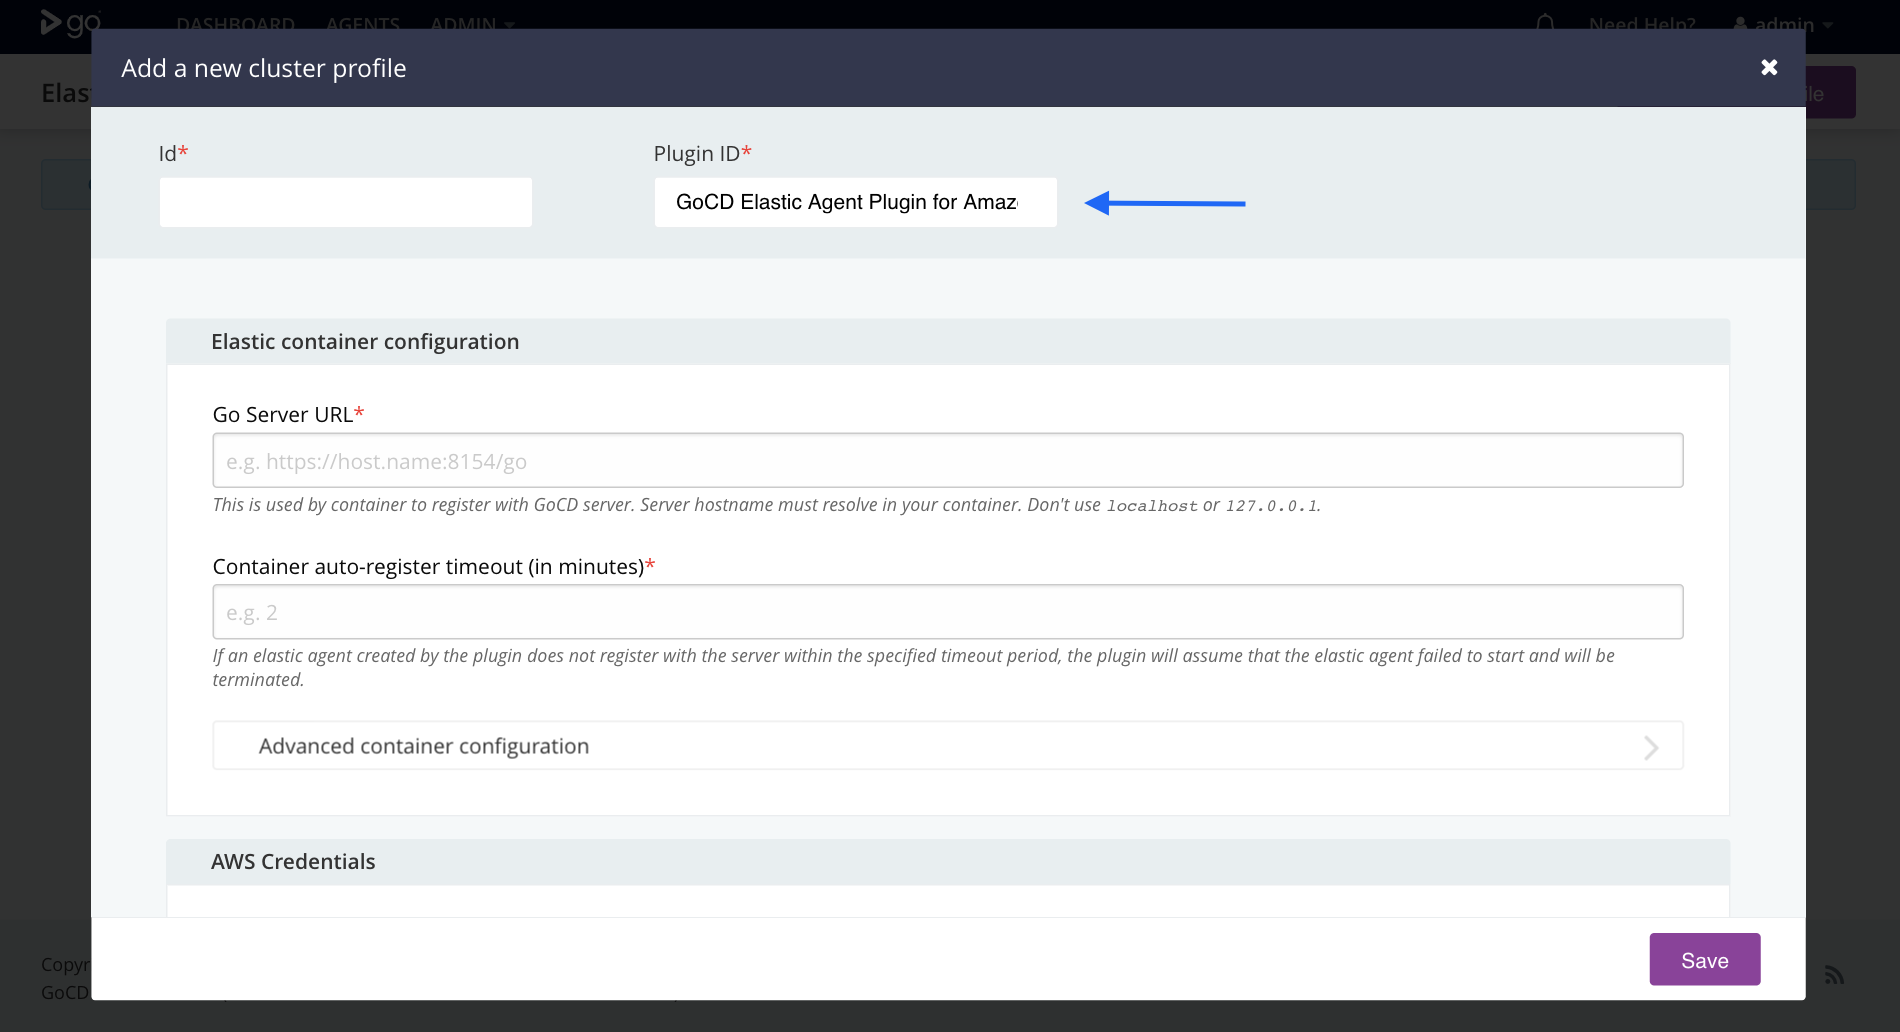 go
DASHBOARD AGENTS ADMIN
Need Help? admin
Add a new cluster profile
Elas
ile
Id*
Plugin ID*
GoCD Elastic Agent Plugin for Amaz
Elastic container configuration
Go Server URL*
e.g. https://host.name:8154/go
This is used by container to register with GoCD server. Server hostname must resolve in your container. Don't use localhost or 127.0.0.1.
Container auto-register timeout (in minutes)*
e.g. 2
If an elastic agent created by the plugin does not register with the server within the specified timeout period, the plugin will assume that the elastic agent failed to start and will be
terminated.
Advanced container configuration
AWS Credentials
Save
Copyr
GoCD